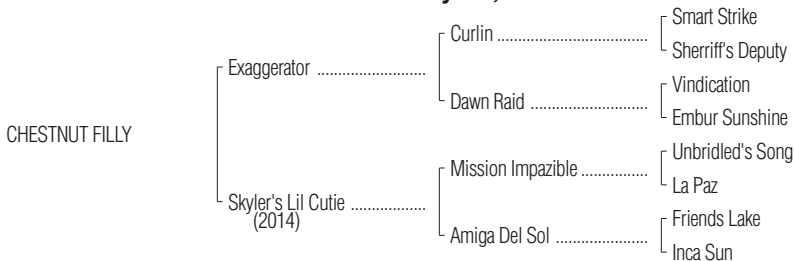 Smart Strike
Curlin
Sherriff's Deputy
Exaggerator
Vindication
Dawn Raid
Embur Sunshine
CHESTNUT FILLY
Unbridled's Song
Mission Impazible
La Paz
Skyler's Lil Cutie
(2014)
Friends Lake
Amiga Del Sol
Inca Sun